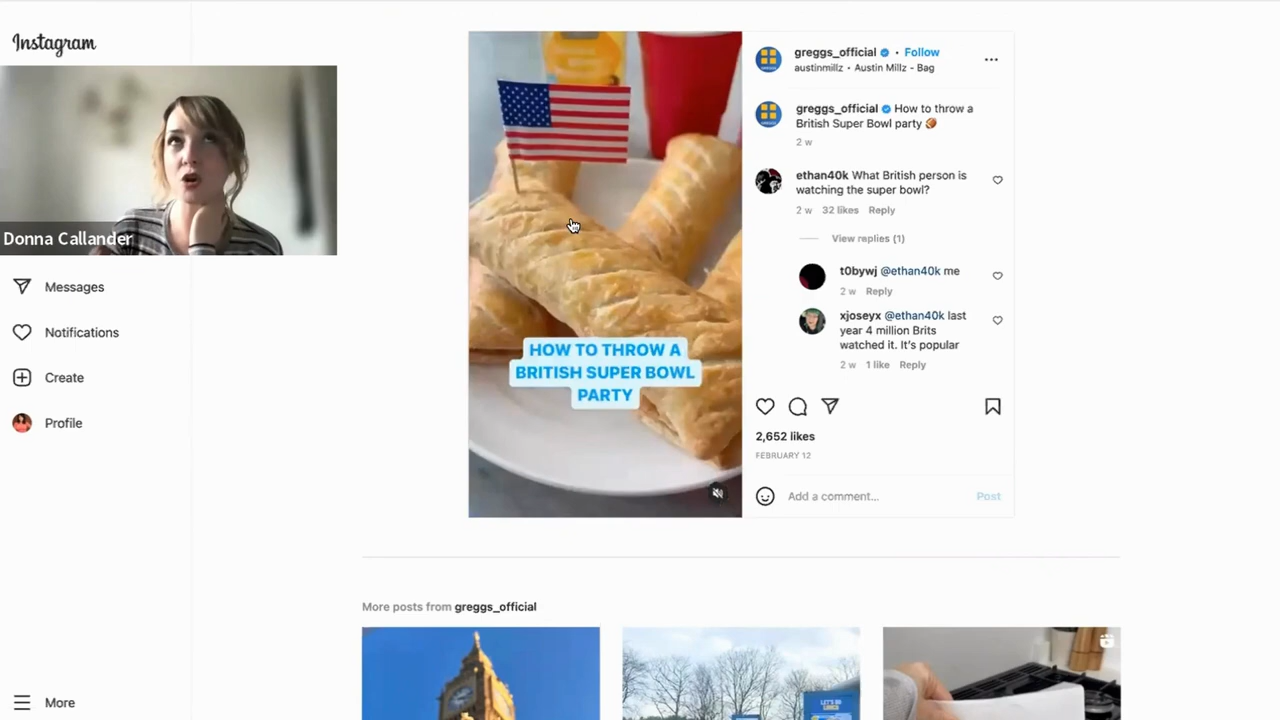 Instagram
Donna Callander
Messages
Notifications
Create
Profile
More
HOW TO THROW A
BRITISH SUPER BOWL
PARTY
greggs_official • Follow
austinmillz • Austin Millz - Bag
greggs_official How to throw a
British Super Bowl party 🏈
2 w
ethan40k What British person is
watching the super bowl?
2 w 32 likes Reply
View replies (1)
t0bywj @ethan40k me
2 w Reply
xjoseyx @ethan40k last
year 4 million Brits
watched it. It's popular
2 w 1 like Reply
2,652 likes
FEBRUARY 12
Add a comment... Post
More posts from greggs_official